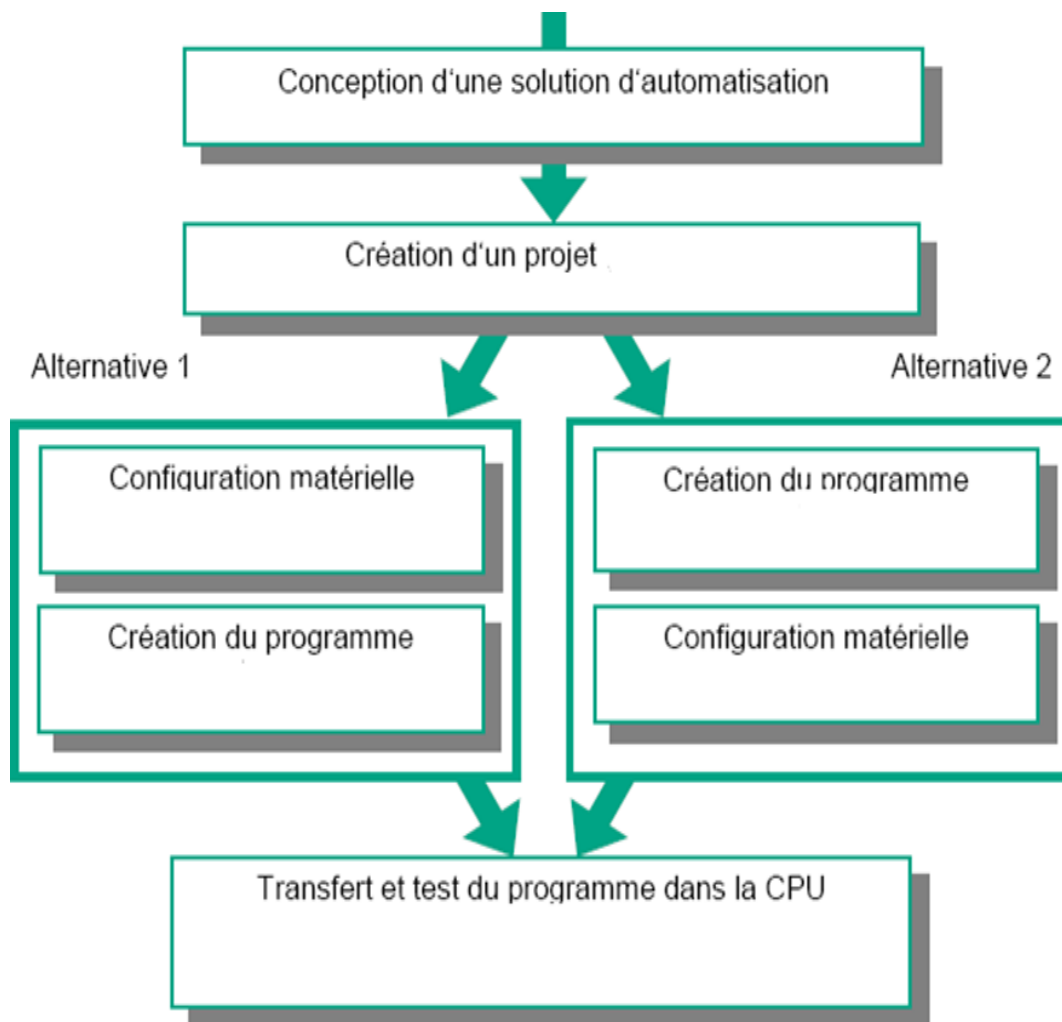 Conception d‘une solution d‘automatisation
Création d‘un projet
Alternative 1
Alternative 2
Configuration matérielle
Création du programme
Création du programme
Configuration matérielle
Transfert et test du programme dans la CPU